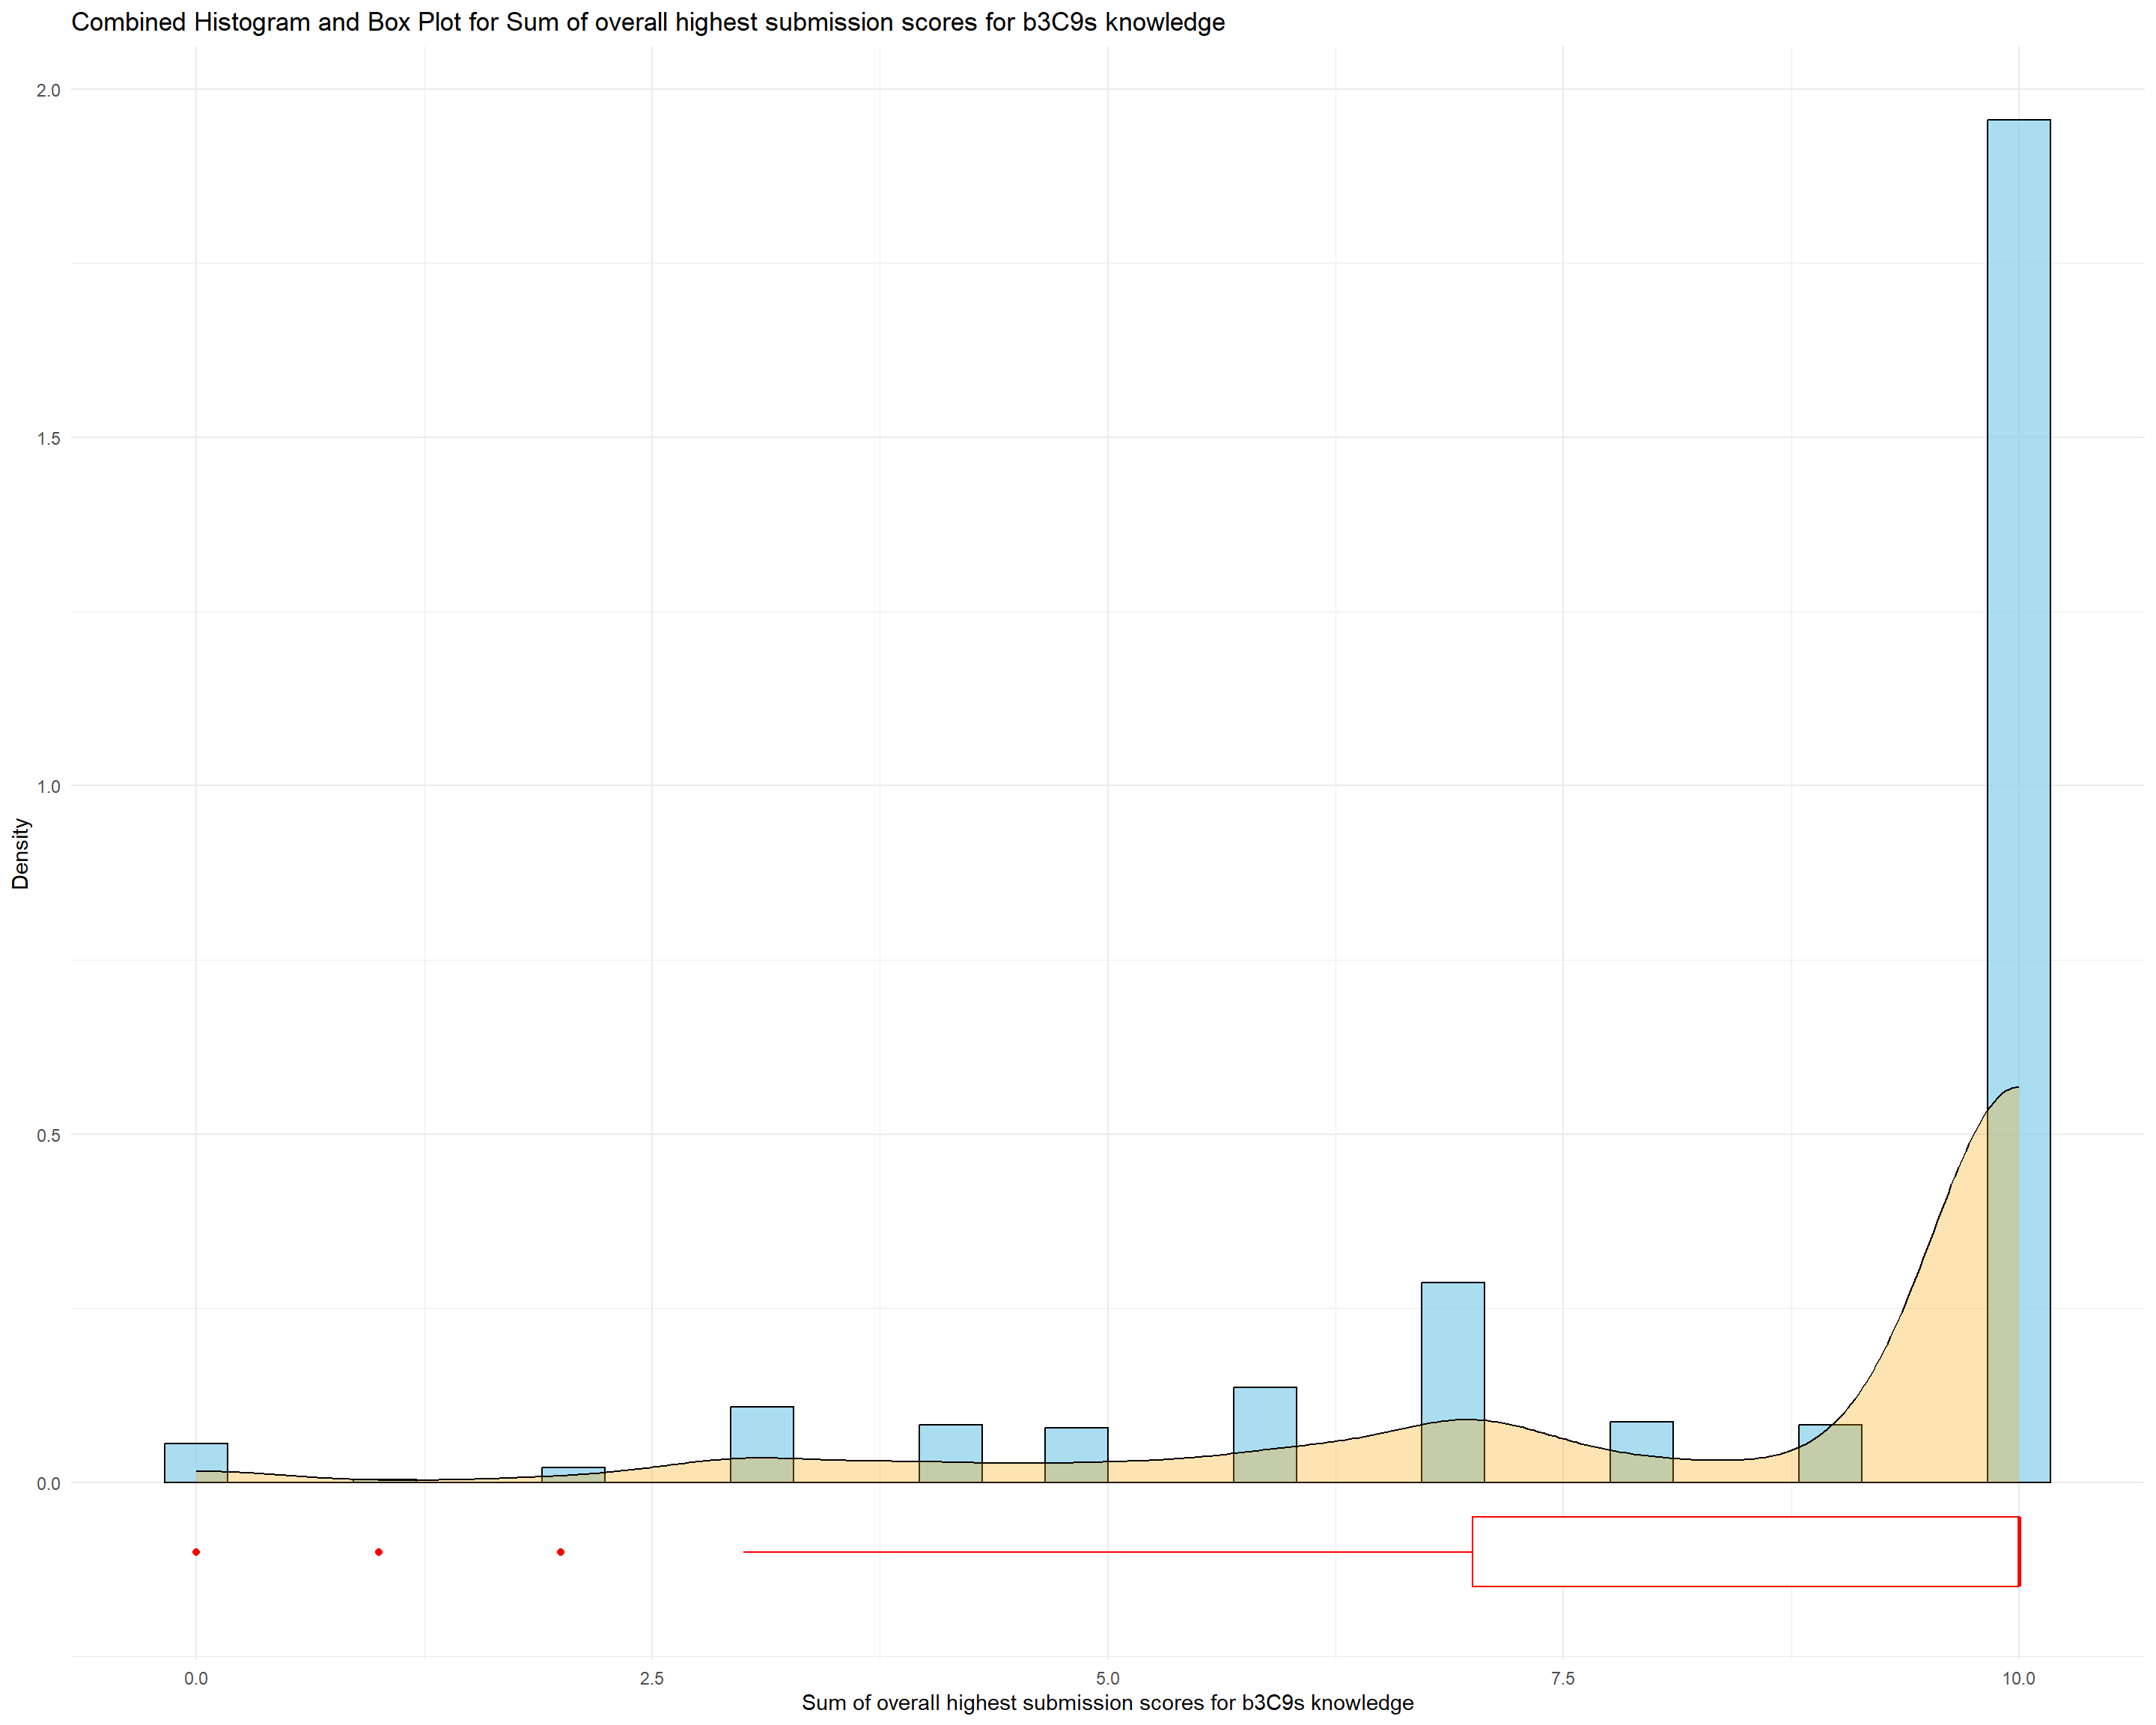 Combined Histogram and Box Plot for Sum of overall highest submission scores for b3C9s knowledge
2.0
1.5
1.0
0.5
0.0
Density
0.0 2.5 5.0 7.5 10.0
Sum of overall highest submission scores for b3C9s knowledge